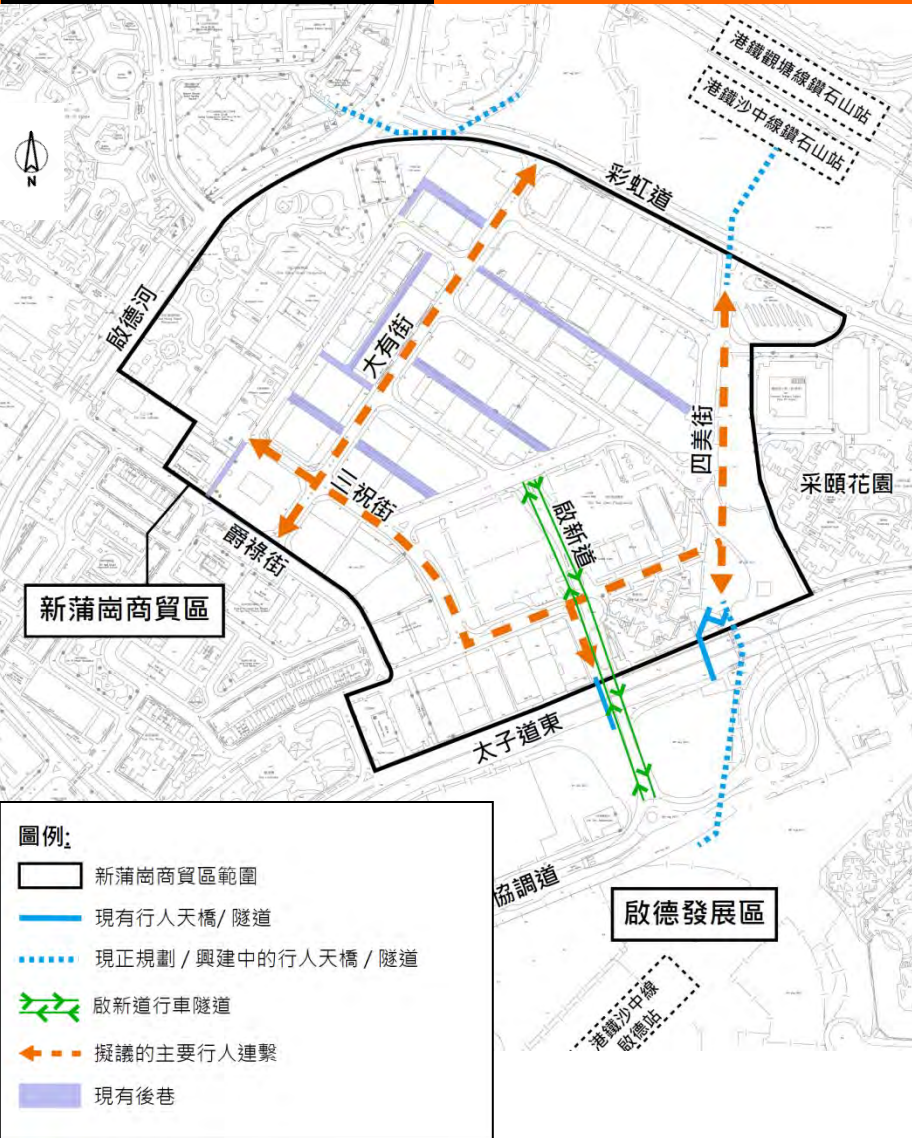 港鐵觀塘線鑽石山站
港鐵沙中線鑽石山站
N
彩虹道
啟德河
大有街
四美街
采頤花園
三祝街
啟新道
爵祿街
新蒲崗商貿區
太子道東
協調道
啟德發展區
港鐵沙中線
啟德站
圖例:
新蒲崗商貿區範圍
現有行人天橋/ 隧道
現正規劃 / 興建中的行人天橋 / 隧道
啟新道行車隧道
擬議的主要行人連繫
現有後巷